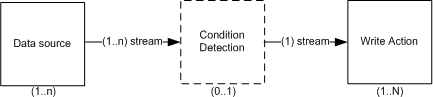 Data source
(1..n) stream
Condition
Detection
(1) stream
Write Action
(1..n)
(0..1)
(1..N)